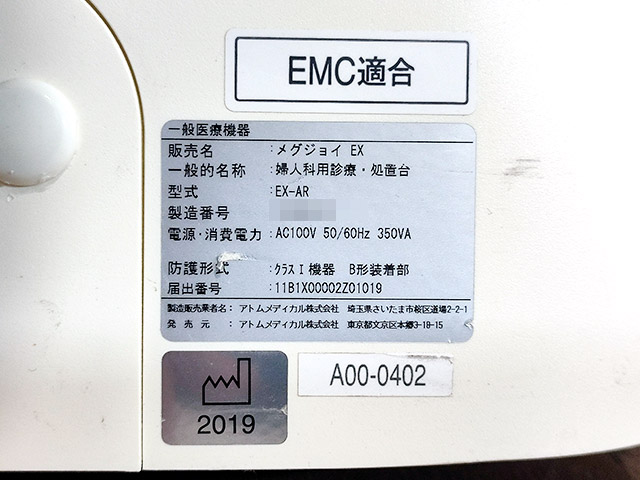 EMC適合
一般医療機器
販売名 :メグジョイ EX
一般的名称 :婦人科用診療・処置台
型式 :EX-AR
製造番号
電源・消費電力 :AC100V 50/60Hz 350VA
防護形式 :クラスⅠ機器 B形装着部
届出番号 :11B1X00002Z01019
製造販売業者名: アトムメディカル株式会社 埼玉県さいたま市桜区道場2-2-1
発売元 : アトムメディカル株式会社 東京都文京区本郷3-18-15
2019
A00-0402